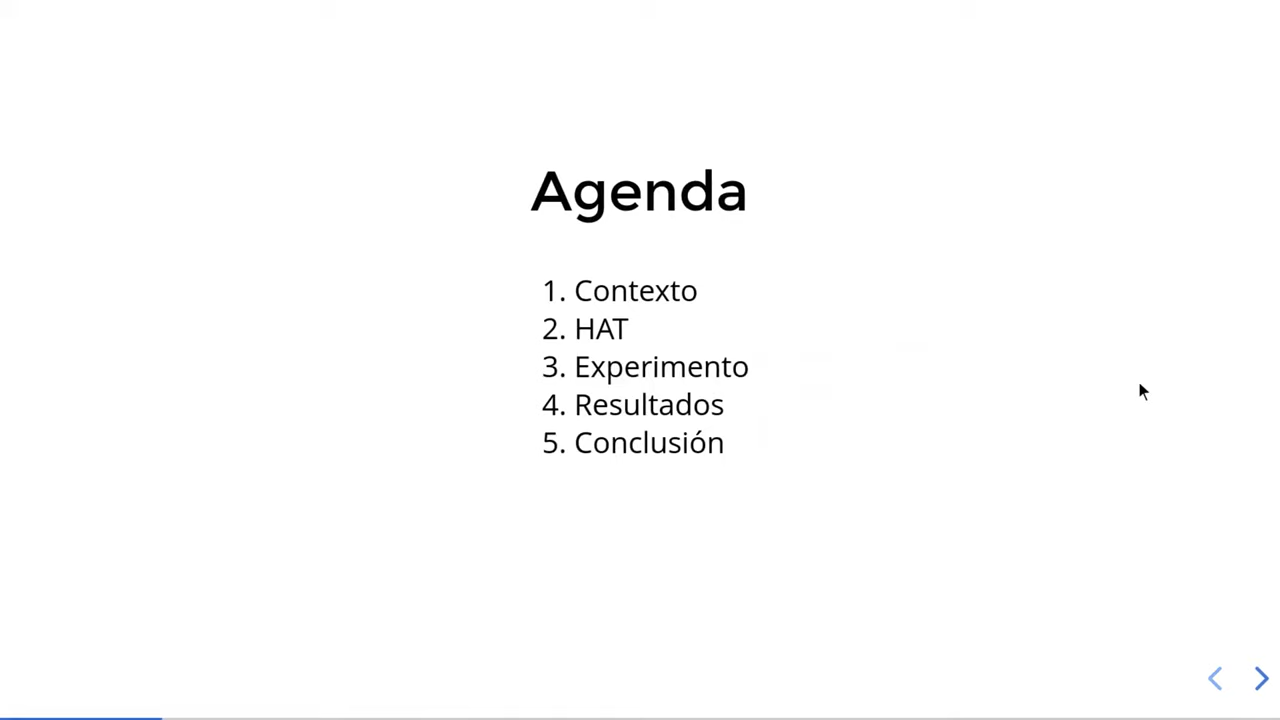 Agenda
1. Contexto
2. HAT
3. Experimento
4. Resultados
5. Conclusión